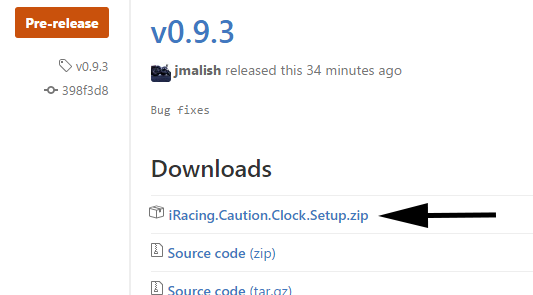 Pre-release
v0.9.3
398f3d8
v0.9.3
jmalish released this 34 minutes ago
Bug fixes
Downloads
iRacing.Caution.Clock.Setup.zip
Source code (zip)
Source code (tar.gz)